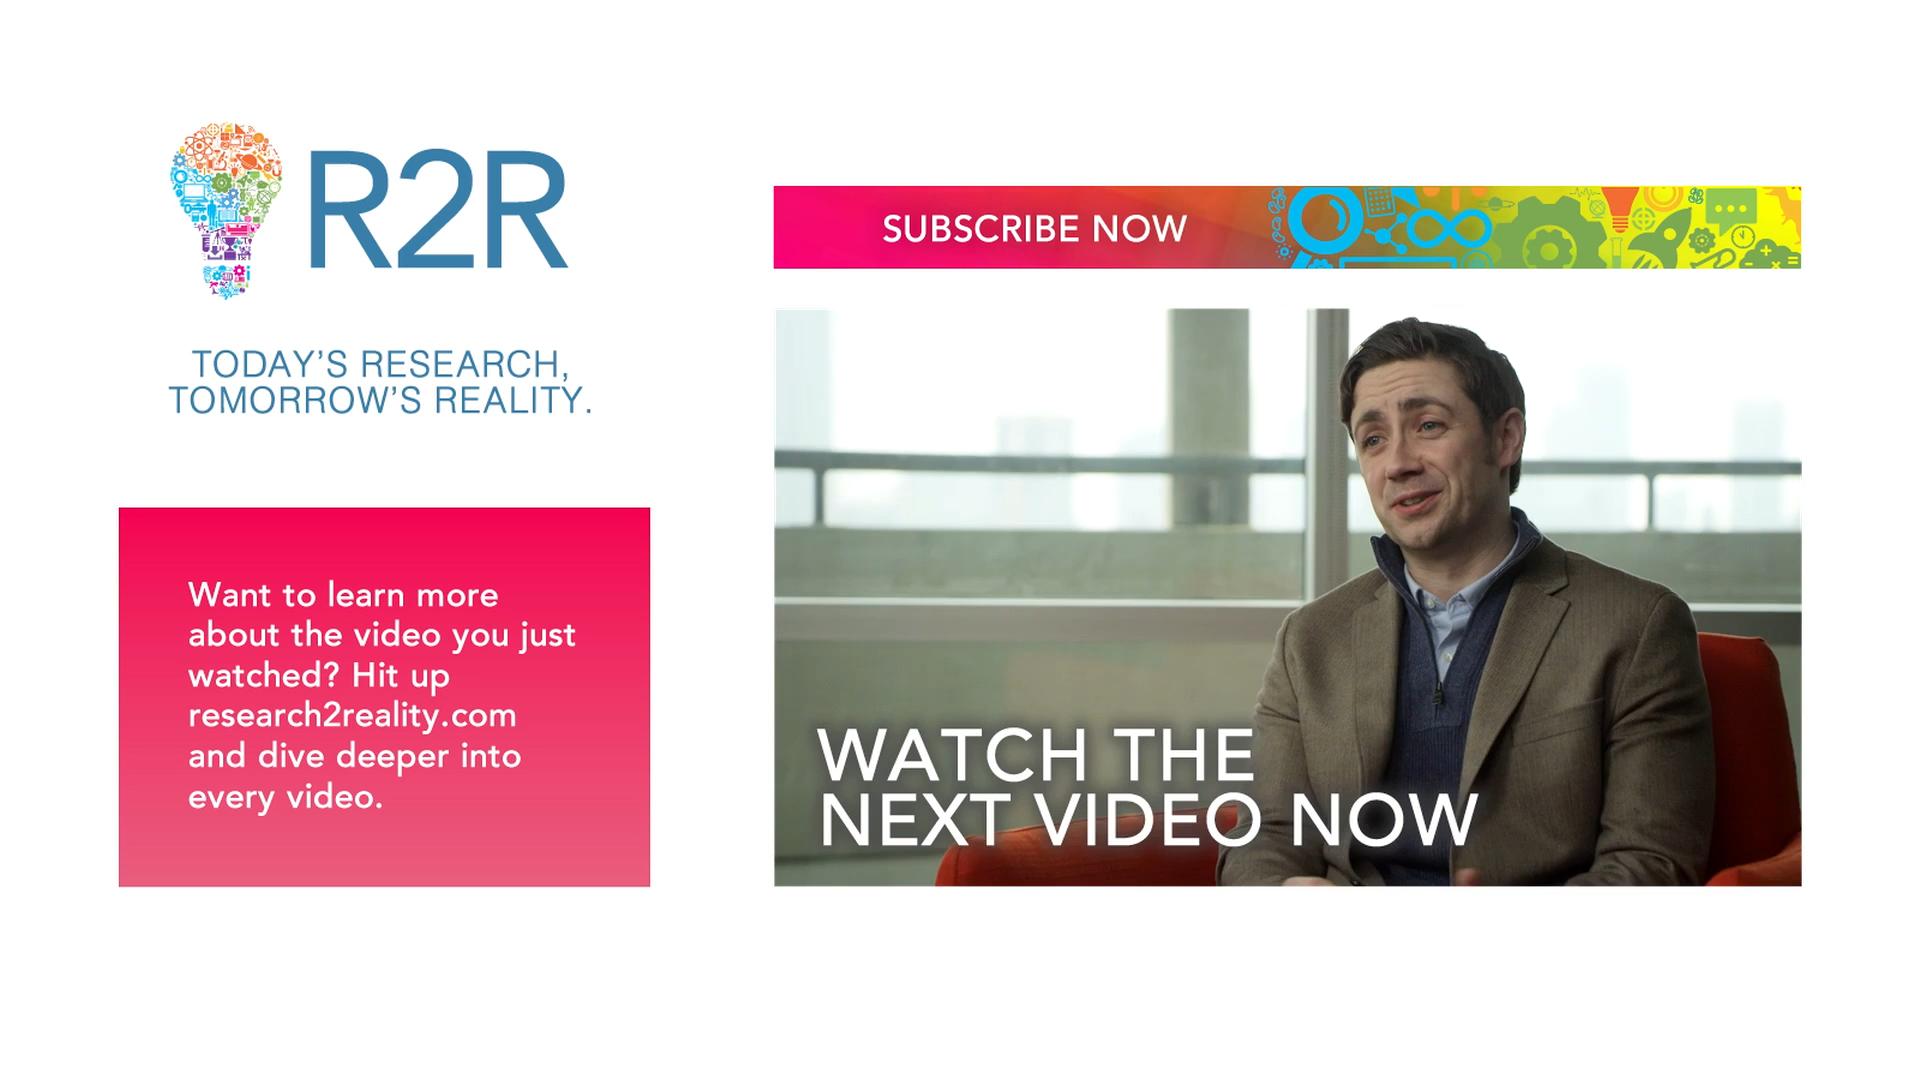 R2R
TODAY'S RESEARCH,
TOMORROW'S REALITY.
Want to learn more
about the video you just
watched? Hit up
research2reality.com
and dive deeper into
every video.
SUBSCRIBE NOW
WATCH THE
NEXT VIDEO NOW